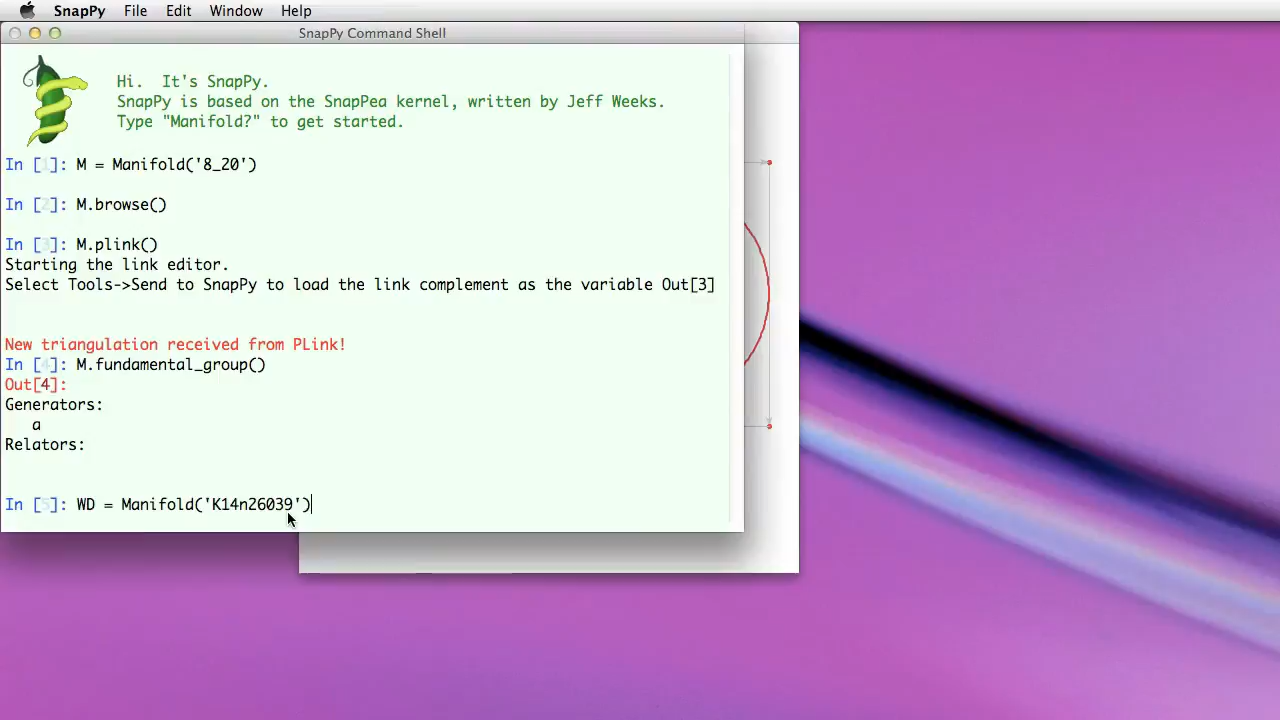 SnapPy File Edit Window Help
SnapPy Command Shell
Hi. It's SnapPy.
SnapPy is based on the SnapPea kernel, written by Jeff Weeks.
Type "Manifold?" to get started.
In [1]: M = Manifold('8_20')
In [2]: M.browse()
In [3]: M.plink()
Starting the link editor.
Select Tools->Send to SnapPy to load the link complement as the variable Out[3]
New triangulation received from PLink!
In [4]: M.fundamental_group()
Out[4]:
Generators:
a
Relators:
In [5]: WD = Manifold('K14n26039')